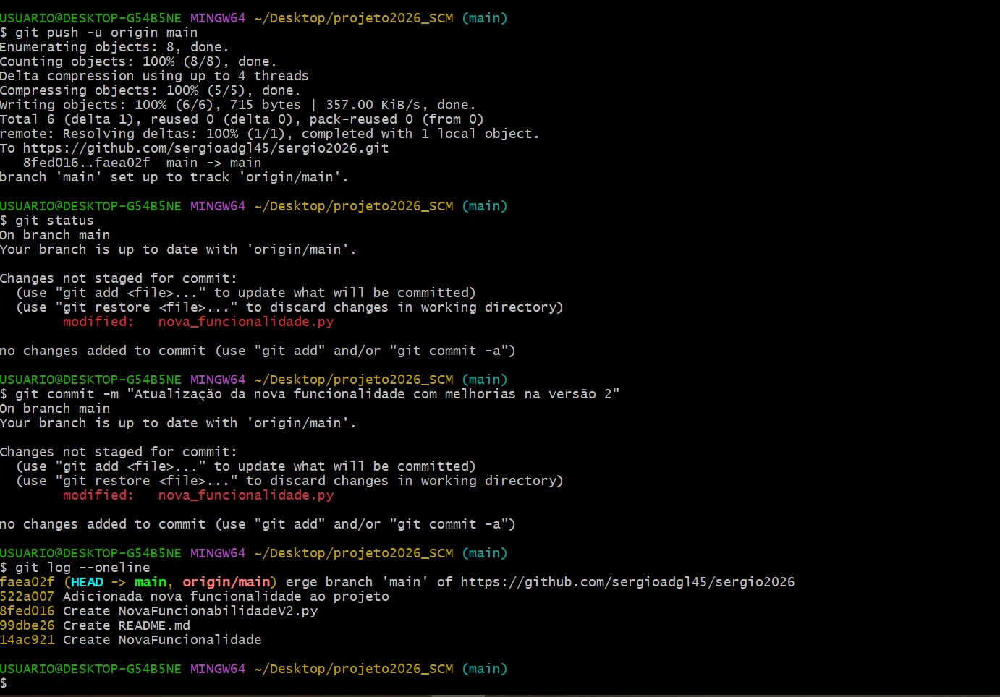 USUARIO@DESKTOP-G54B5NE MINGW64 ~/Desktop/projeto2026_SCM (main)
$ git push -u origin main
Enumerating objects: 8, done.
Counting objects: 100% (8/8), done.
Delta compression using up to 4 threads
Compressing objects: 100% (5/5), done.
Writing objects: 100% (6/6), 715 bytes | 357.00 KiB/s, done.
Total 6 (delta 1), reused 0 (delta 0), pack-reused 0 (from 0)
remote: Resolving deltas: 100% (1/1), completed with 1 local object.
To https://github.com/sergioadgl45/sergio2026.git
   8fed016..faea02f  main -> main
branch 'main' set up to track 'origin/main'.

USUARIO@DESKTOP-G54B5NE MINGW64 ~/Desktop/projeto2026_SCM (main)
$ git status
On branch main
Your branch is up to date with 'origin/main'.

Changes not staged for commit:
  (use "git add <file>..." to update what will be committed)
  (use "git restore <file>..." to discard changes in working directory)
        modified:   nova_funcionalidade.py

no changes added to commit (use "git add" and/or "git commit -a")

USUARIO@DESKTOP-G54B5NE MINGW64 ~/Desktop/projeto2026_SCM (main)
$ git commit -m "Atualização da nova funcionalidade com melhorias na versão 2"
On branch main
Your branch is up to date with 'origin/main'.

Changes not staged for commit:
  (use "git add <file>..." to update what will be committed)
  (use "git restore <file>..." to discard changes in working directory)
        modified:   nova_funcionalidade.py

no changes added to commit (use "git add" and/or "git commit -a")

USUARIO@DESKTOP-G54B5NE MINGW64 ~/Desktop/projeto2026_SCM (main)
$ git log --oneline
faea02f (HEAD -> main, origin/main) erge branch 'main' of https://github.com/sergioadgl45/sergio2026
522a007 Adicionada nova funcionalidade ao projeto
8fed016 Create NovaFuncionabilidadeV2.py
99dbe26 Create README.md
14ac921 Create NovaFuncionalidade

USUARIO@DESKTOP-G54B5NE MINGW64 ~/Desktop/projeto2026_SCM (main)
$